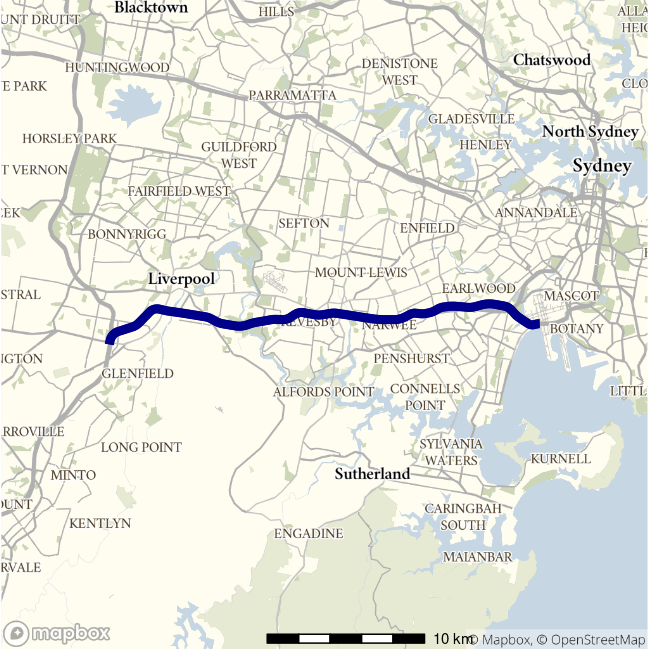 Blacktown
HILLS
ALLA
HEIG
UNT DRUITT
Chatswood
HUNTINGWOOD
DENISTONE
WEST
E PARK
CLO
PARRAMATTA
GLADESVILLE
HORSLEY PARK
North Sydney
GUILDFORD
WEST
HENLEY
Sydney
T VERNON
FAIRFIELD WEST
CEK
ANNANDALE
SEFTON
ENFIELD
BONNYRIGG
Liverpool
MOUNT LEWIS
EARLWOOD
STRAL
MASCOT
REVESBY
NARWEE
BOTANY
NGTON
PENSHURST
GLENFIELD
ALFORDS POINT
CONNELLS
POINT
LITTL
RROVILLE
LONG POINT
SYLVANIA
WATERS
KURNELL
MINTO
Sutherland
OUNT
CARINGBAH
SOUTH
KENTLYN
ENGADINE
MAIANBAR
RVALE
mapbox
10 km
© Mapbox, © OpenStreetMap